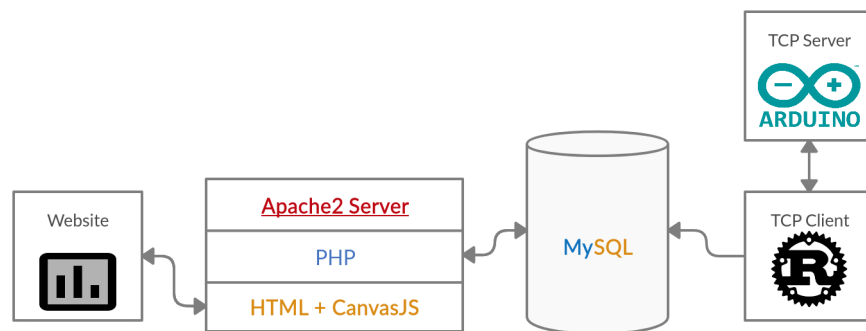 TCP Server
ARDUINO
Website
Apache2 Server
PHP
HTML + CanvasJS
MySQL
TCP Client
R